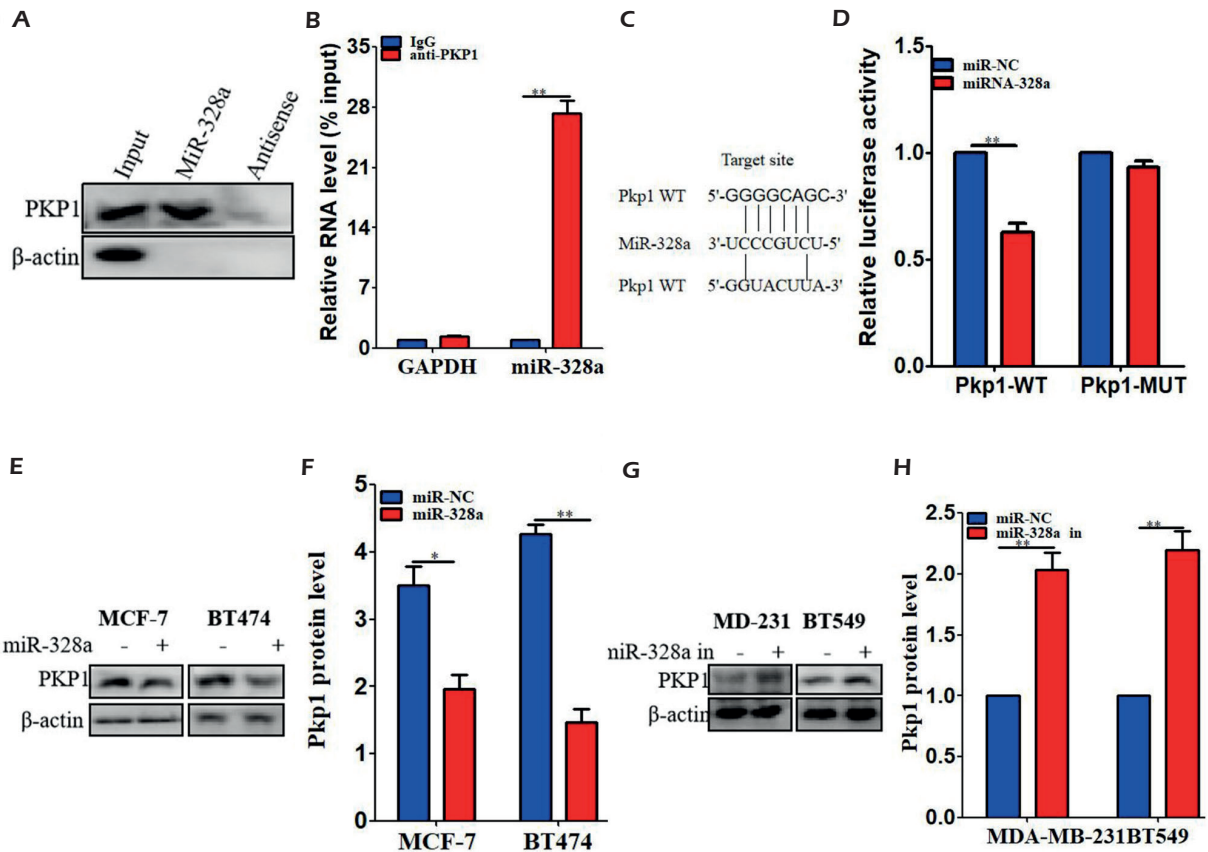 A
Input
MiR-328a
Antisense
PKP1
β-actin
B
IgG
anti-PKP1
Relative RNA level (% input)
35
28
21
14
7
0
**
GAPDH
miR-328a
C
Target site
Pkp1 WT 5'-GGGGCAGC-3'
MiR-328a 3'-UCCCGUCU-5'
Pkp1 WT 5'-GGUACUUA-3'
D
miR-NC
miRNA-328a
Relative luciferase activity
1.5
1.0
0.5
0.0
**
Pkp1-WT
Pkp1-MUT
E
MCF-7 BT474
miR-328a - + - +
PKP1
β-actin
F
miR-NC
miR-328a
Pkp1 protein level
5
4
3
2
1
0
*
**
MCF-7
BT474
G
MD-231 BT549
miR-328a in - + - +
PKP1
β-actin
H
miR-NC
miR-328a in
Pkp1 protein level
2.5
2.0
1.5
1.0
0.5
0.0
**
**
MDA-MB-231BT549